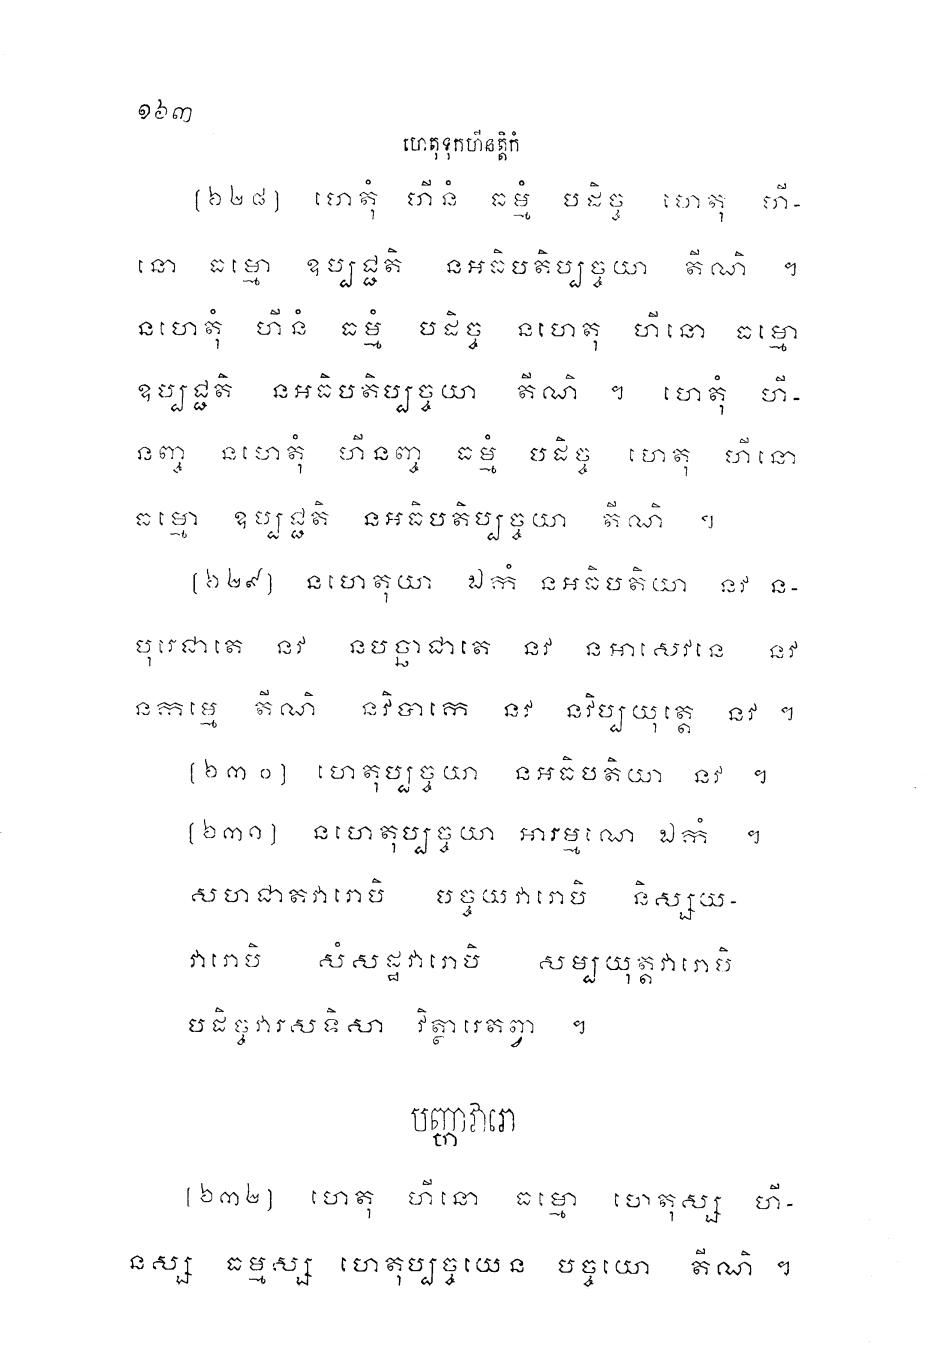 ១៦៣
ហេតុទុកហីនត្តិកំ
[៦២៨] ហេតុំ ហីនំ ធម្មំ បដិច្ច ហេតុ ហី-
នោ ធម្មោ ឧប្បជ្ជតិ នអធិបតិប្បច្ចយា តីណិ ។
នហេតុំ ហីនំ ធម្មំ បដិច្ច នហេតុ ហីនោ ធម្មោ
ឧប្បជ្ជតិ នអធិបតិប្បច្ចយា តីណិ ។ ហេតុំ ហី-
នញ្ច នហេតុំ ហីនញ្ច ធម្មំ បដិច្ច ហេតុ ហីនោ
ធម្មោ ឧប្បជ្ជតិ នអធិបតិប្បច្ចយា តីណិ ។
[៦២៩] នហេតុយា ឯកំ នអធិបតិយា នវ ន-
បុរេជាតេ នវ នបច្ឆាជាតេ នវ នអាសេវនេ នវ
នកម្មេ តីណិ នវិបាកេ នវ នវិប្បយុត្តេ នវ ។
[៦៣០] ហេតុប្បច្ចយា នអធិបតិយា នវ ។
[៦៣១] នហេតុប្បច្ចយា អារម្មណេ ឯកំ ។
សហជាតវារោបិ បច្ចយវារោបិ និស្សយ-
វារោបិ សំសដ្ឋវារោបិ សម្បយុត្តវារោបិ
បដិច្ចវារសទិសា វិត្ថារេតព្វា ។
បញ្ហាវារោ
[៦៣២] ហេតុ ហីនោ ធម្មោ ហេតុស្ស ហី-
នស្ស ធម្មស្ស ហេតុប្បច្ចយេន បច្ចយោ តីណិ ។